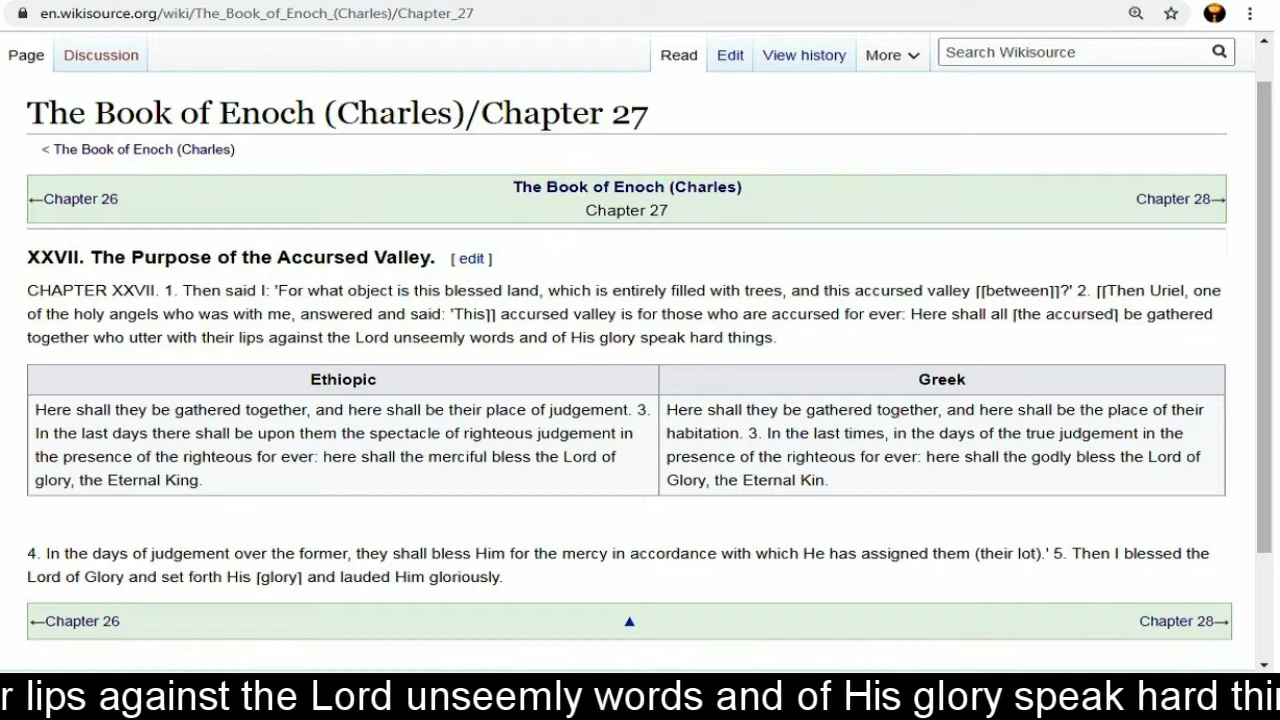 en.wikisource.org/wiki/The_Book_of_Enoch_(Charles)/Chapter_27
Page Discussion Read Edit View history More Search Wikisource
The Book of Enoch (Charles)/Chapter 27
< The Book of Enoch (Charles)
The Book of Enoch (Charles)
←Chapter 26 Chapter 28→
Chapter 27
XXVII. The Purpose of the Accursed Valley. [ edit ]
CHAPTER XXVII. 1. Then said I: 'For what object is this blessed land, which is entirely filled with trees, and this accursed valley ⌈⌈between⌉⌉?' 2. ⌈⌈Then Uriel, one
of the holy angels who was with me, answered and said: 'This⌉⌉ accursed valley is for those who are accursed for ever: Here shall all ⌈the accursed⌉ be gathered
together who utter with their lips against the Lord unseemly words and of His glory speak hard things.
Ethiopic
Here shall they be gathered together, and here shall be their place of judgement. 3.
In the last days there shall be upon them the spectacle of righteous judgement in
the presence of the righteous for ever: here shall the merciful bless the Lord of
glory, the Eternal King.
Greek
Here shall they be gathered together, and here shall be the place of their
habitation. 3. In the last times, in the days of the true judgement in the
presence of the righteous for ever: here shall the godly bless the Lord of
Glory, the Eternal Kin.
4. In the days of judgement over the former, they shall bless Him for the mercy in accordance with which He has assigned them (their lot).' 5. Then I blessed the
Lord of Glory and set forth His ⌈glory⌉ and lauded Him gloriously.
←Chapter 26 ▲ Chapter 28→
r lips against the Lord unseemly words and of His glory speak hard thi